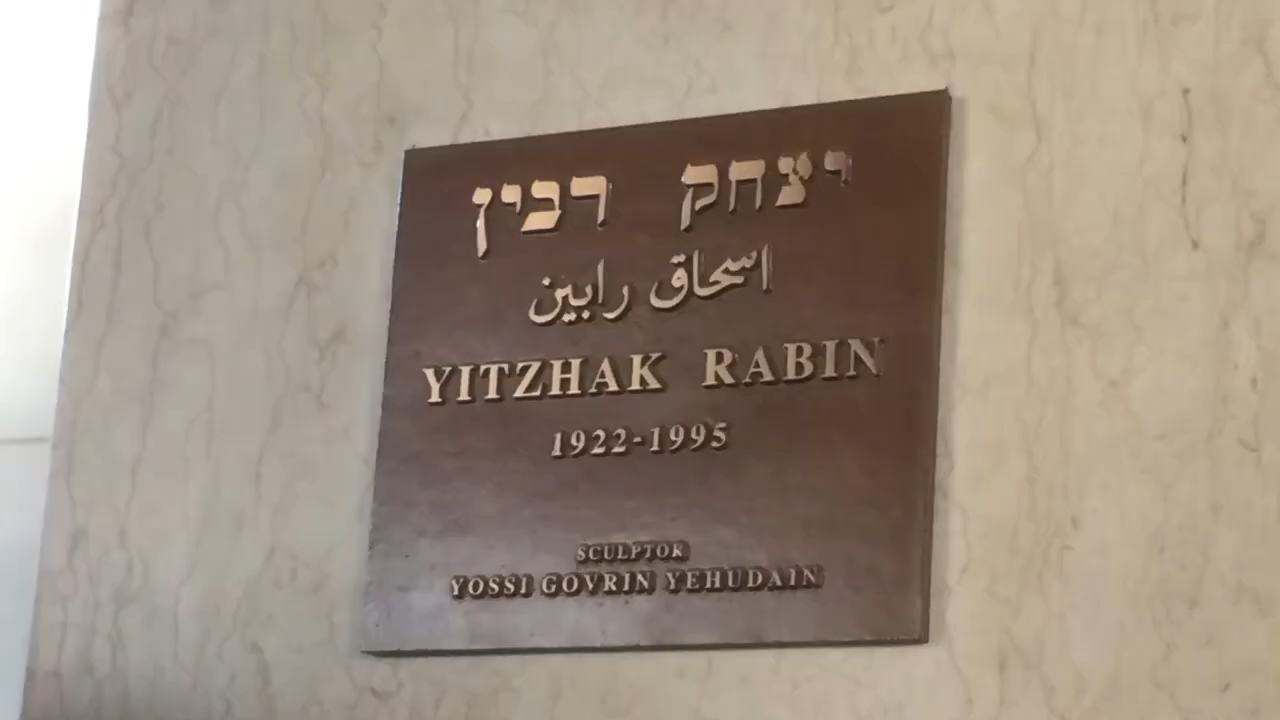 יצחק רבין
اسحاق رابين
YITZHAK RABIN
1922-1995
SCULPTOR
YOSSI GOVRIN YEHUDAIN